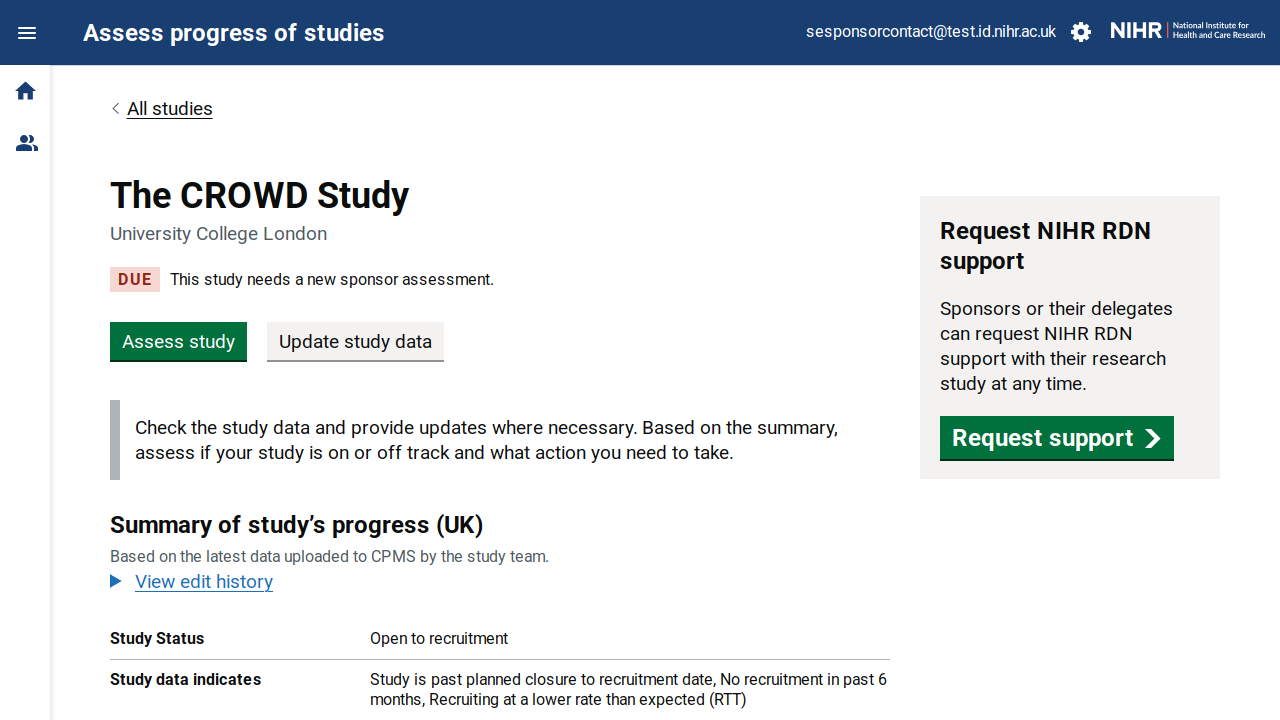 Assess progress of studies
sesponsorcontact@test.id.nihr.ac.uk
NIHR | National Institute for
Health and Care Research
All studies
The CROWD Study
University College London
DUE This study needs a new sponsor assessment.
Assess study
Update study data
Check the study data and provide updates where necessary. Based on the summary,
assess if your study is on or off track and what action you need to take.
Summary of study’s progress (UK)
Based on the latest data uploaded to CPMS by the study team.
View edit history
Study Status Open to recruitment
Study data indicates Study is past planned closure to recruitment date, No recruitment in past 6
months, Recruiting at a lower rate than expected (RTT)
Request NIHR RDN
support
Sponsors or their delegates
can request NIHR RDN
support with their research
study at any time.
Request support